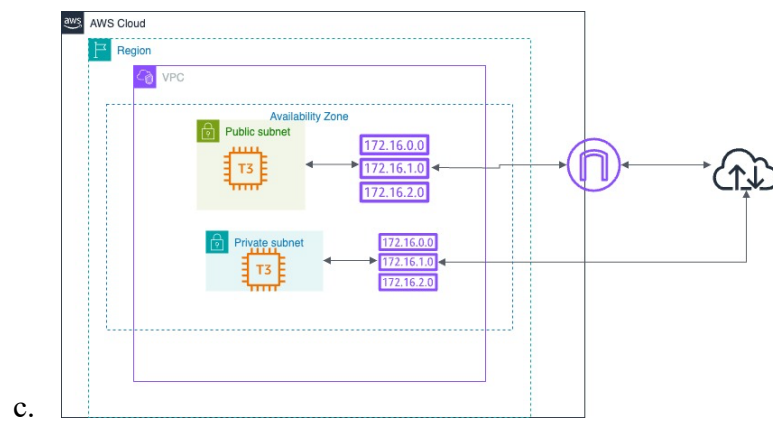 aws
AWS Cloud
Region
VPC
Availability Zone
Public subnet
T3
172.16.0.0
172.16.1.0
172.16.2.0
Private subnet
T3
172.16.0.0
172.16.1.0
172.16.2.0
c.